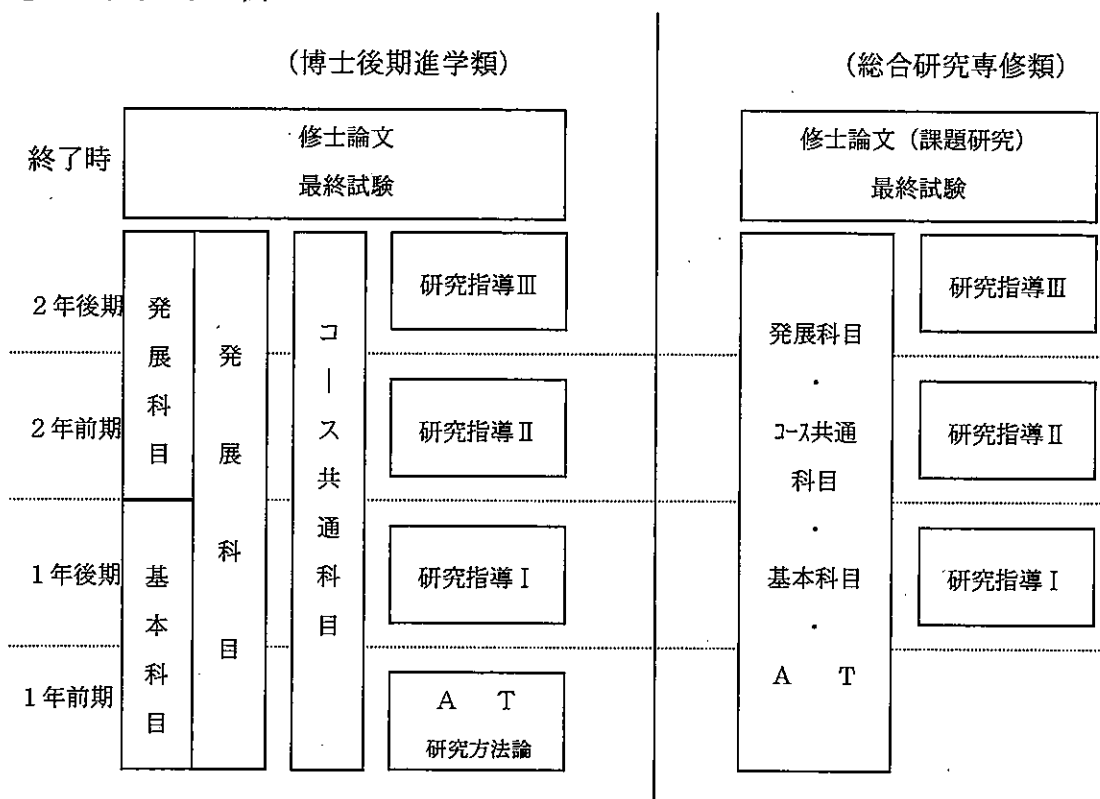 (博士後期進学類)
(総合研究専修類)
終了時
修士論文
最終試験
修士論文(課題研究)
最終試験
2年後期
発展科目
発展科目
コース共通科目
研究指導Ⅲ
発展科目
・
コース共通
科目
・
基本科目
・
A T
研究指導Ⅲ
2年前期
研究指導Ⅱ
研究指導Ⅱ
1年後期
基本科目
研究指導Ⅰ
研究指導Ⅰ
1年前期
A T
研究方法論